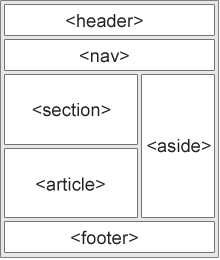 <header>
<nav>
<section>
<aside>
<article>
<footer>